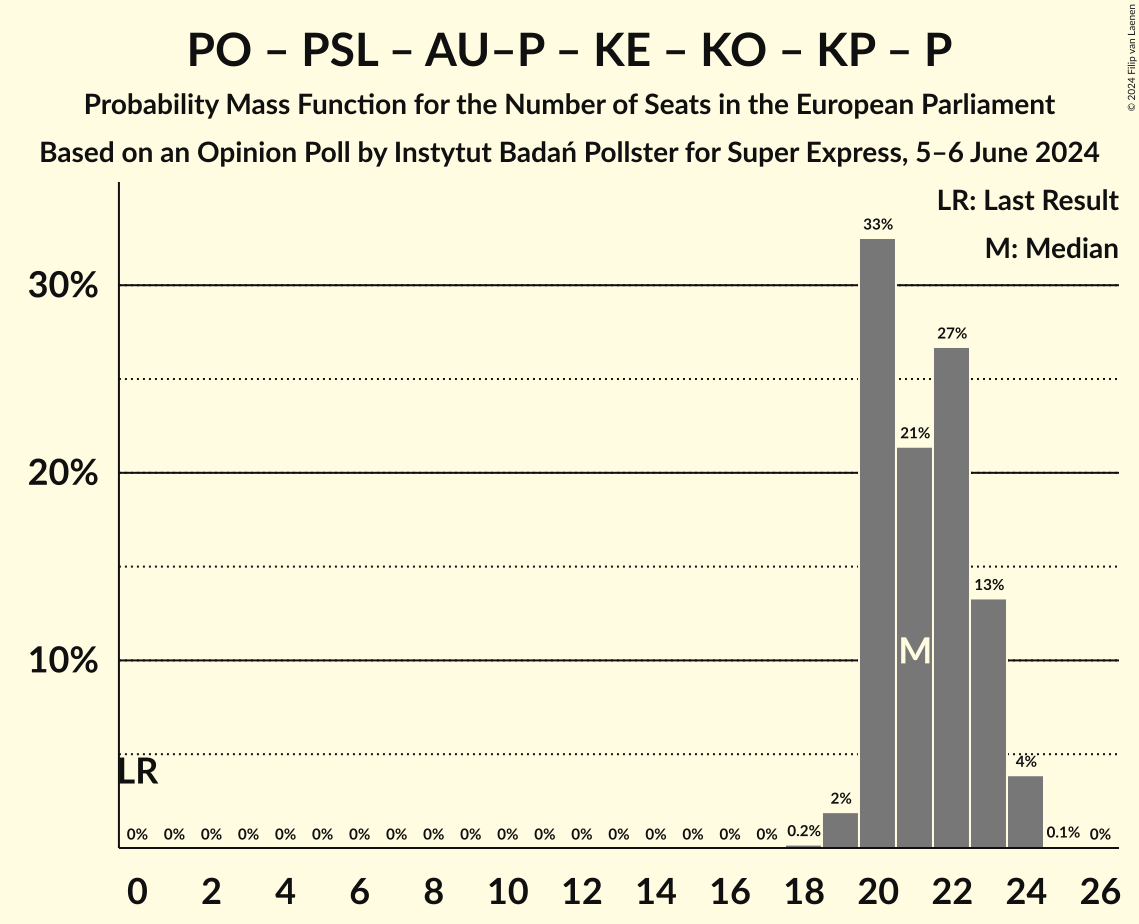 PO – PSL – AU–P – KE – KO – KP – P
Probability Mass Function for the Number of Seats in the European Parliament
Based on an Opinion Poll by Instytut Badań Pollster for Super Express, 5–6 June 2024
© 2024 Filip van Laenen
LR: Last Result
M: Median
33%
30%
27%
21%
20%
13%
M
10%
LR
4%
2%
0% 0% 0% 0% 0% 0% 0% 0% 0% 0% 0% 0% 0% 0% 0% 0% 0% 0% 0.2% 0.1% 0%
0 2 4 6 8 10 12 14 16 18 20 22 24 26